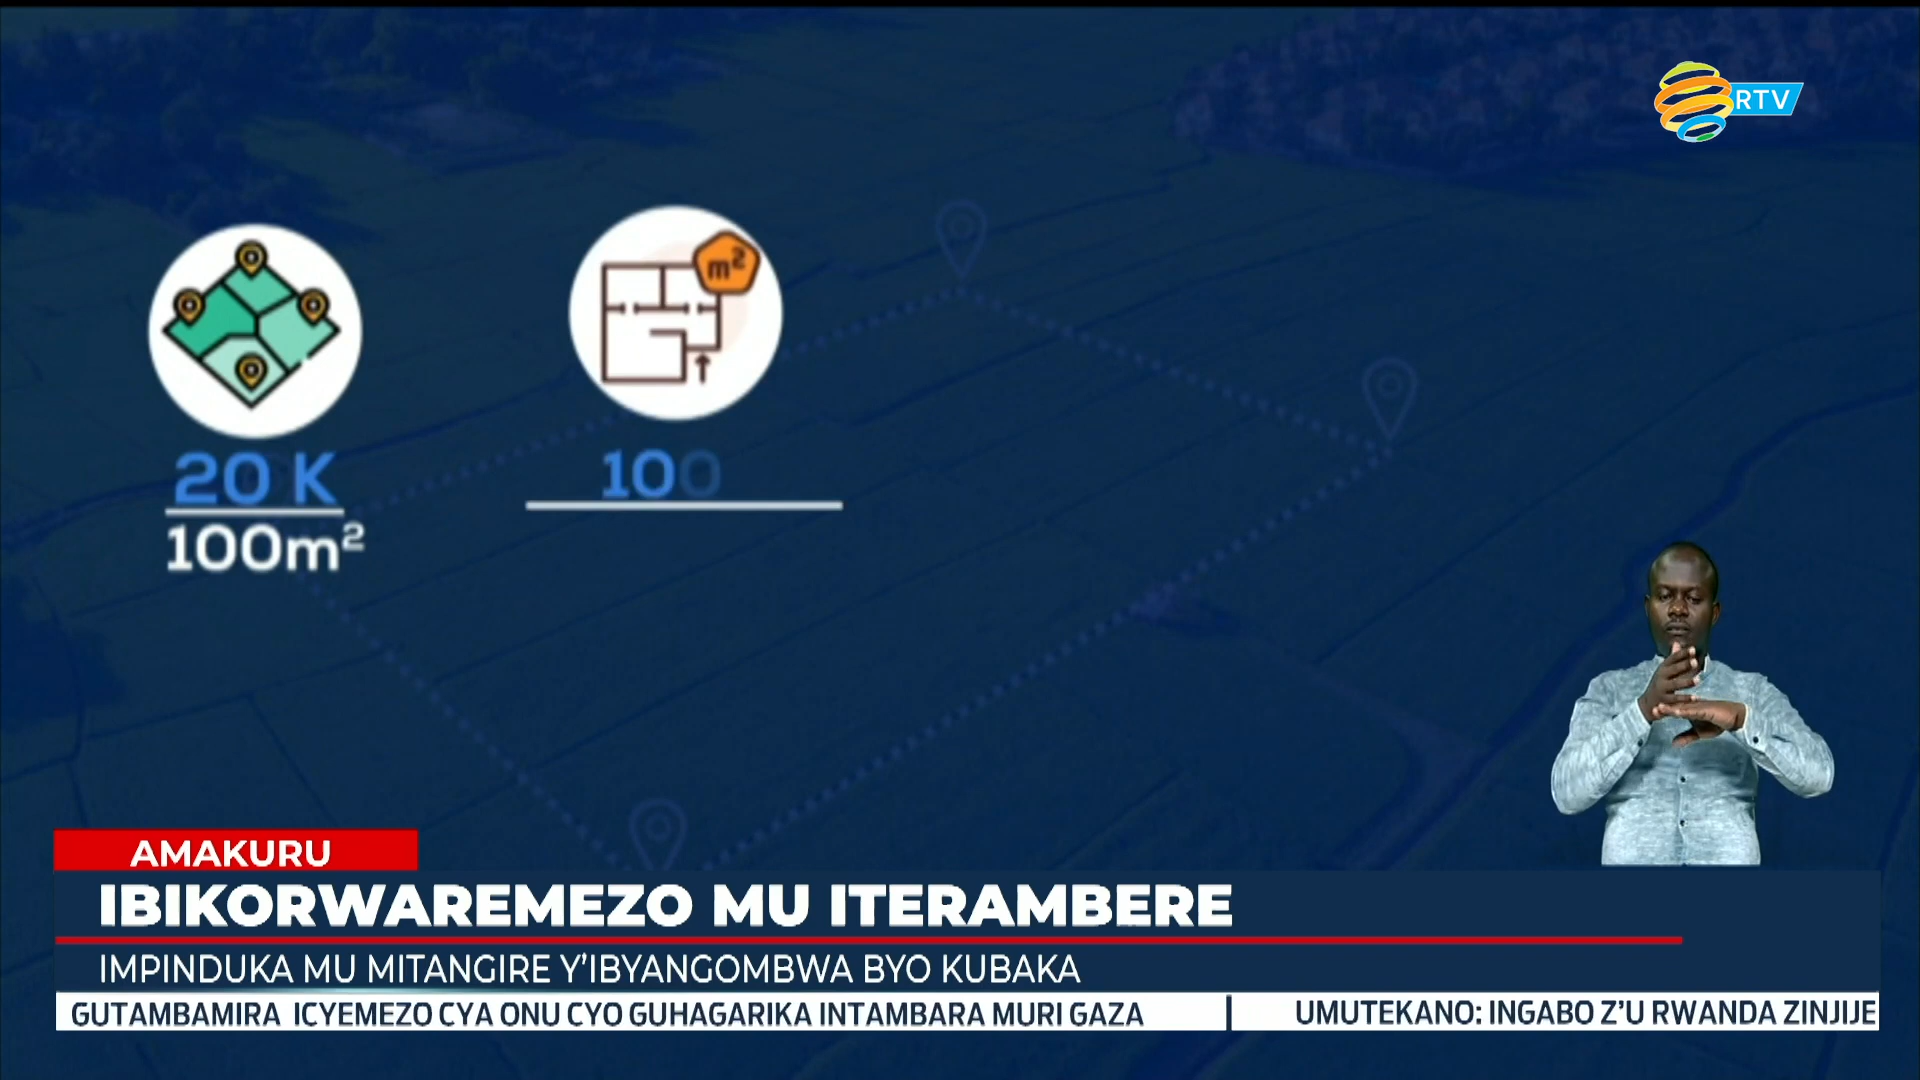 RTV
m²
20 K
100m²
100
AMAKURU
IBIKORWAREMEZO MU ITERAMBERE
IMPINDUKA MU MITANGIRE Y'IBYANGOMBWA BYO KUBAKA
GUTAMBAMIRA ICYEMEZO CYA ONU CYO GUHAGARIKA INTAMBARA MURI GAZA | UMUTEKANO: INGABO Z'U RWANDA ZINJIJE